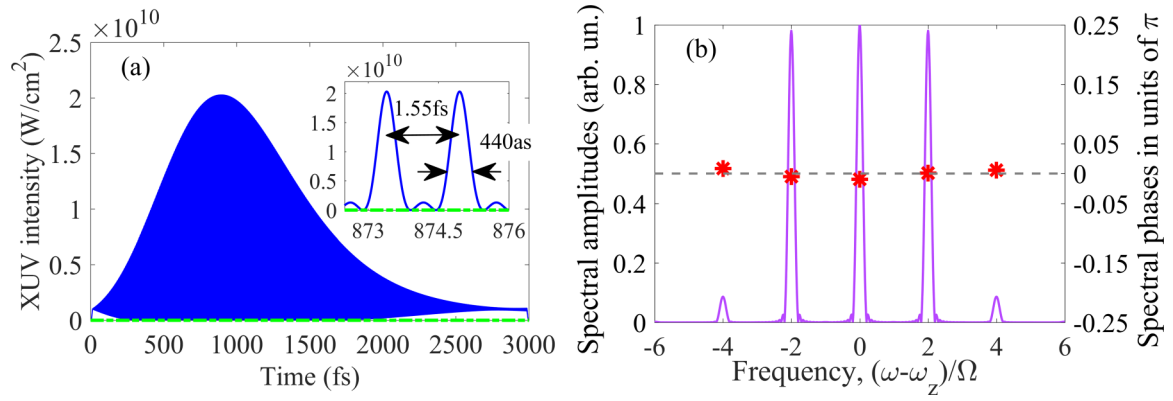 ×10^10
(a)
XUV intensity (W/cm²)
2.5
2
1.5
1
0.5
0
0 500 1000 1500 2000 2500 3000
Time (fs)
×10^10
2
1.5
1
0.5
0
1.55fs
440as
873 874.5 876
(b)
Spectral amplitudes (arb. un.)
1
0.8
0.6
0.4
0.2
0
-6 -4 -2 0 2 4 6
Frequency, (ω-ω_z)/Ω
0.25
0.15
0.05
0
-0.05
-0.15
-0.25
Spectral phases in units of π